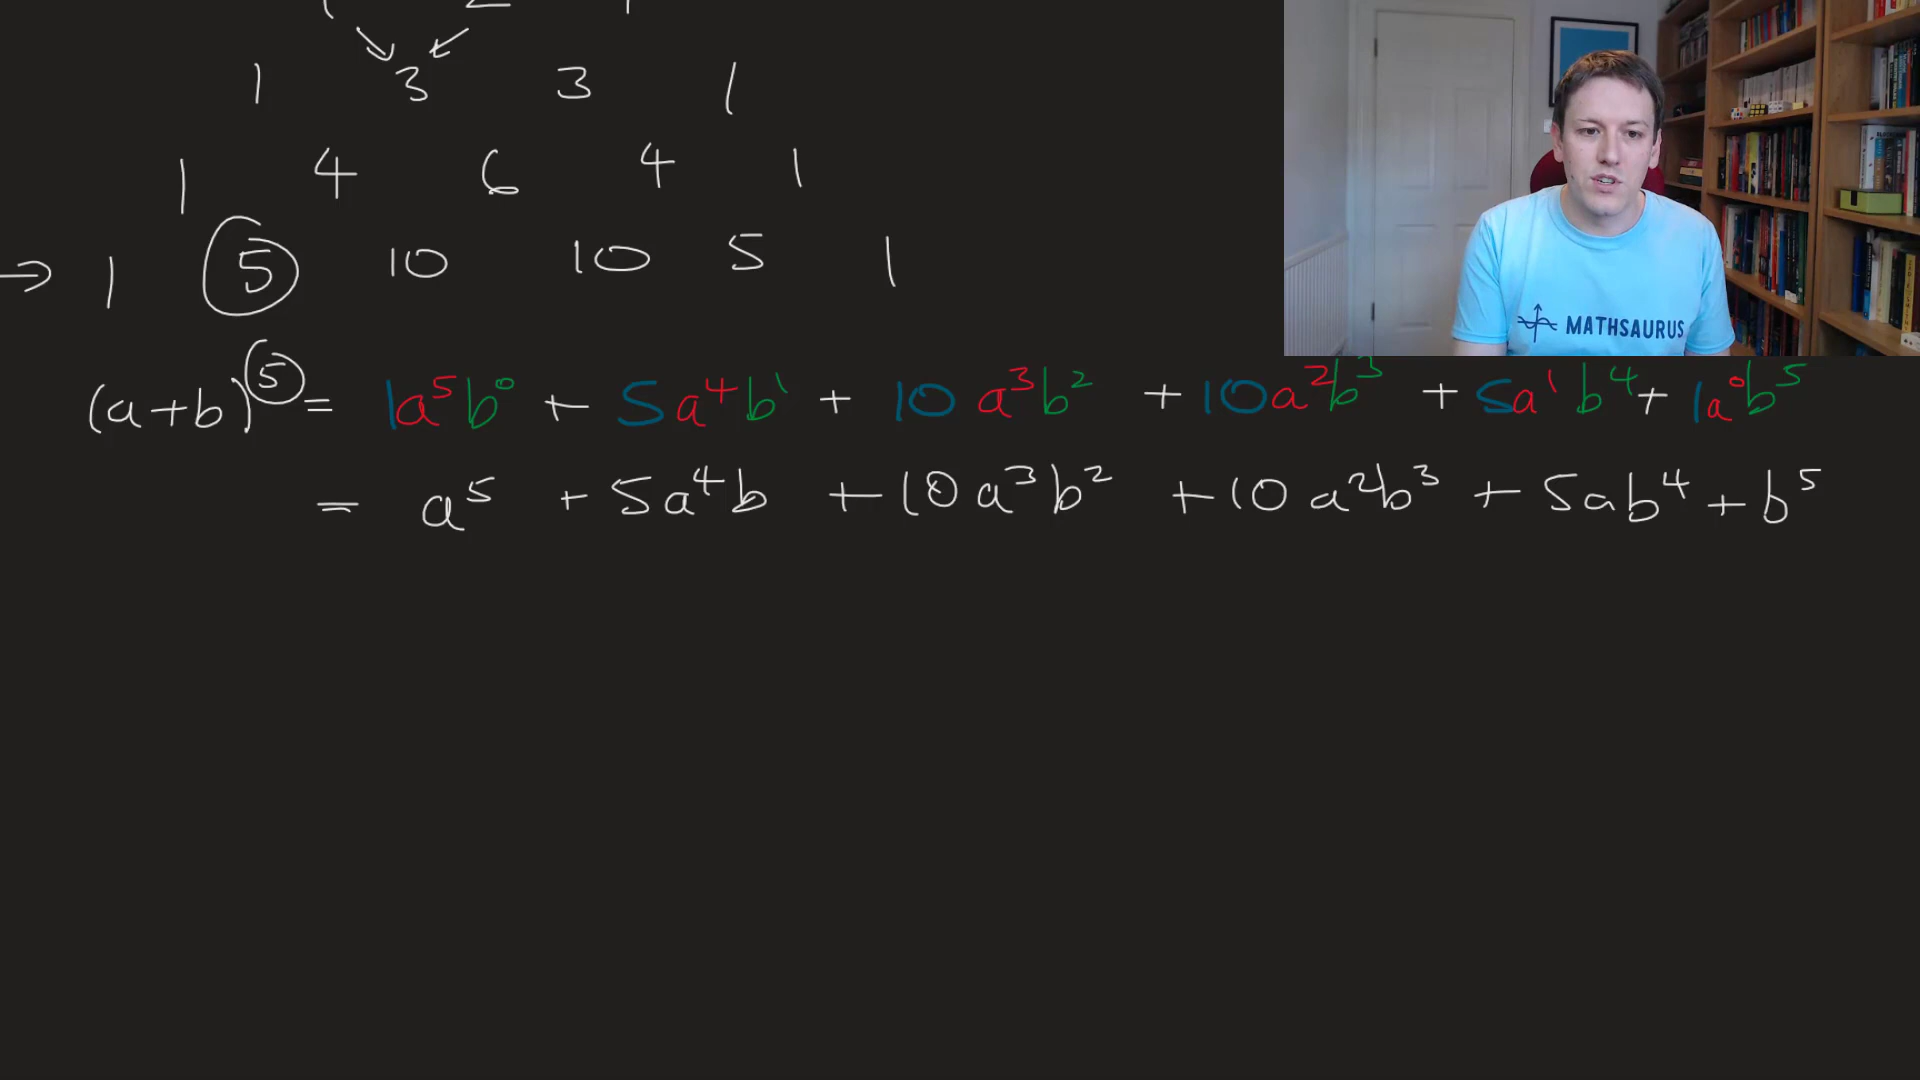 1 3 3 1
1 4 6 4 1
→ 1 5 10 10 5 1
(a+b)⁵ = 1a⁵b⁰ + 5a⁴b¹ + 10a³b² + 10a²b³ + 5a¹b⁴ + 1a⁰b⁵
= a⁵ + 5a⁴b + 10a³b² + 10a²b³ + 5ab⁴ + b⁵
MATHSAURUS